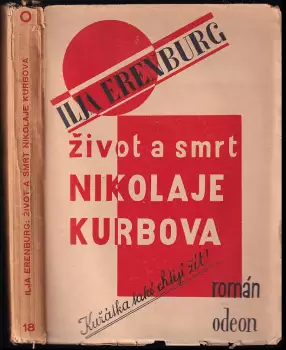 O
ILJA ERENBURG: ŽIVOT A SMRT NIKOLAJE KURBOVA
18
ILJA ERENBURG
život a smrt
NIKOLAJE
KURBOVA
Kuřátka také chtějí žít!
román
odeon